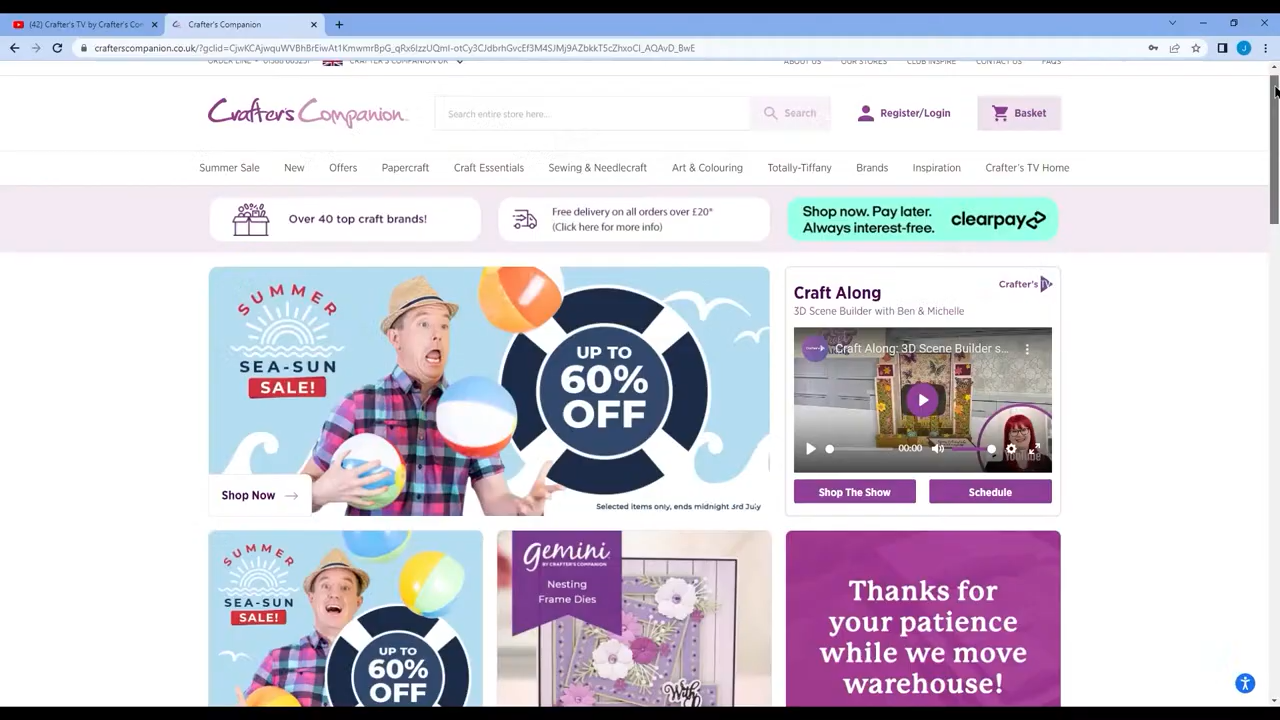 (42) Crafter's TV by Crafter's Co
Crafter's Companion
ABOUT US
OUR STORES
CLUB INSPIRE
CONTACT US
FAQS
CRAFTER'S COMPANION UK
Crafter's Companion
Search entire store here...
Search
Register/Login
Basket
Summer Sale
New
Offers
Papercraft
Craft Essentials
Sewing & Needlecraft
Art & Colouring
Totally-Tiffany
Brands
Inspiration
Crafter's TV Home
Over 40 top craft brands!
Free delivery on all orders over £20*
(Click here for more info)
Shop now. Pay later.
Always interest-free.
clearpay
SUMMER
SEA-SUN
SALE!
UP TO
60%
OFF
Shop Now
Selected items only, ends midnight 3rd July
Crafter's TV
Craft Along
3D Scene Builder with Ben & Michelle
Craft Along: 3D Scene Builder s...
00:00
YouTube
Shop The Show
Schedule
SUMMER
SEA-SUN
SALE!
UP TO
60%
OFF
gemini
BY CRAFTER'S COMPANION
Nesting
Frame Dies
With
Thanks for
your patience
while we move
warehouse!